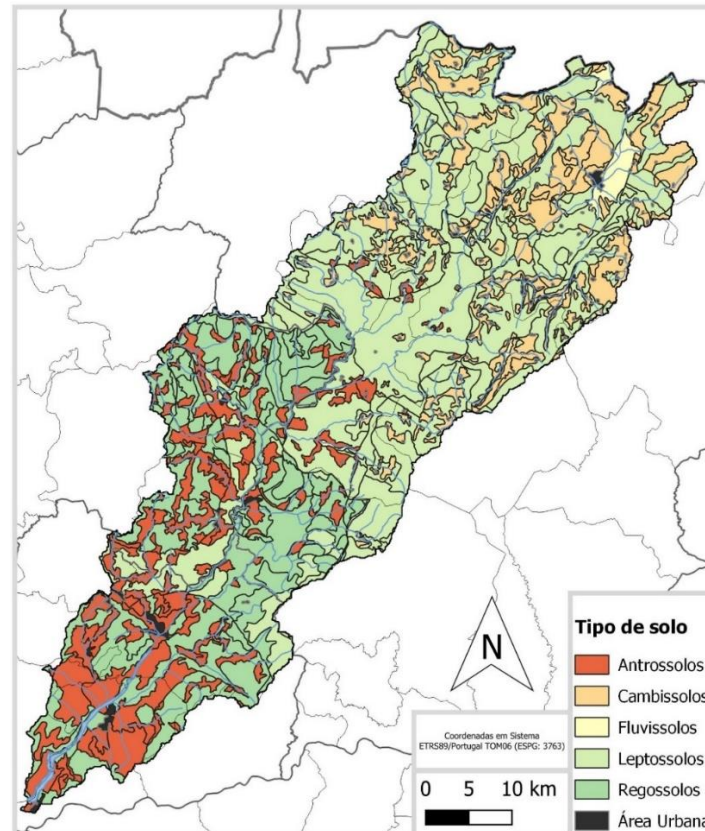 N
Tipo de solo
Antrossolos
Cambissolos
Fluvissolos
Leptossolos
Regossolos
Área Urbana
Coordenadas em Sistema
ETRS89/Portugal TOM06 (ESPG: 3763)
0 5 10 km